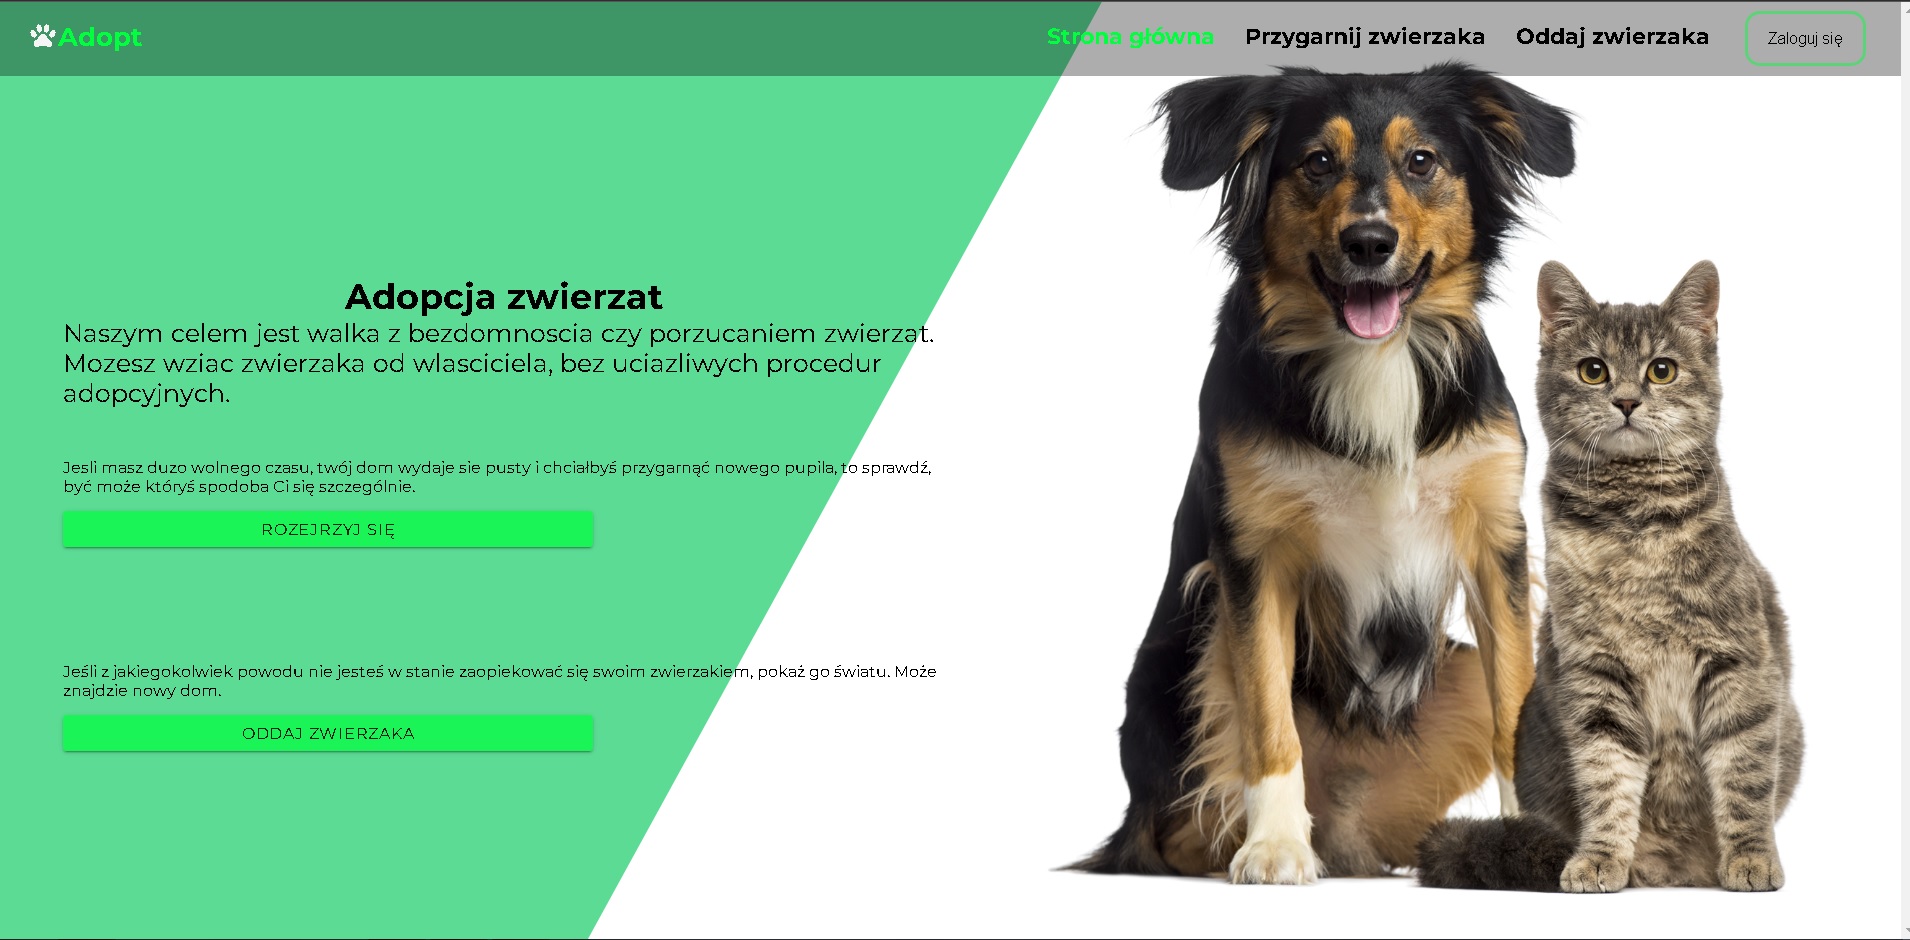 Adopt
Strona główna
Przygarnij zwierzaka
Oddaj zwierzaka
Zaloguj się
Adopcja zwierzat
Naszym celem jest walka z bezdomnoscia czy porzucaniem zwierzat.
Mozesz wziac zwierzaka od wlasciciela, bez uciazliwych procedur
adopcyjnych.
Jesli masz duzo wolnego czasu, twój dom wydaje sie pusty i chciałbyś przygarnąć nowego pupila, to sprawdź,
być może któryś spodoba Ci się szczególnie.
ROZEJRZYJ SIĘ
Jeśli z jakiegokolwiek powodu nie jesteś w stanie zaopiekować się swoim zwierzakiem, pokaż go światu. Może
znajdzie nowy dom.
ODDAJ ZWIERZAKA